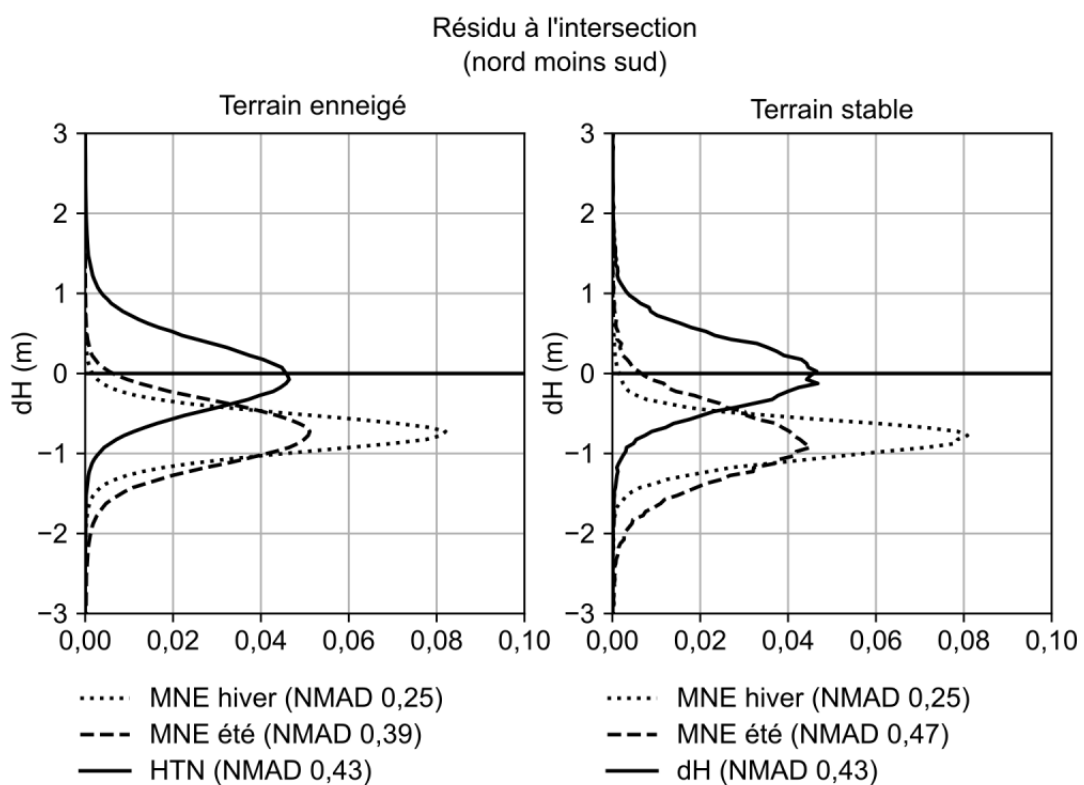 Résidu à l'intersection
(nord moins sud)
Terrain enneigé
3
2
1
0
−1
−2
−3
dH (m)
0,00 0,02 0,04 0,06 0,08 0,10
MNE hiver (NMAD 0,25)
MNE été (NMAD 0,39)
HTN (NMAD 0,43)
Terrain stable
3
2
1
0
−1
−2
−3
dH (m)
0,00 0,02 0,04 0,06 0,08 0,10
MNE hiver (NMAD 0,25)
MNE été (NMAD 0,47)
dH (NMAD 0,43)